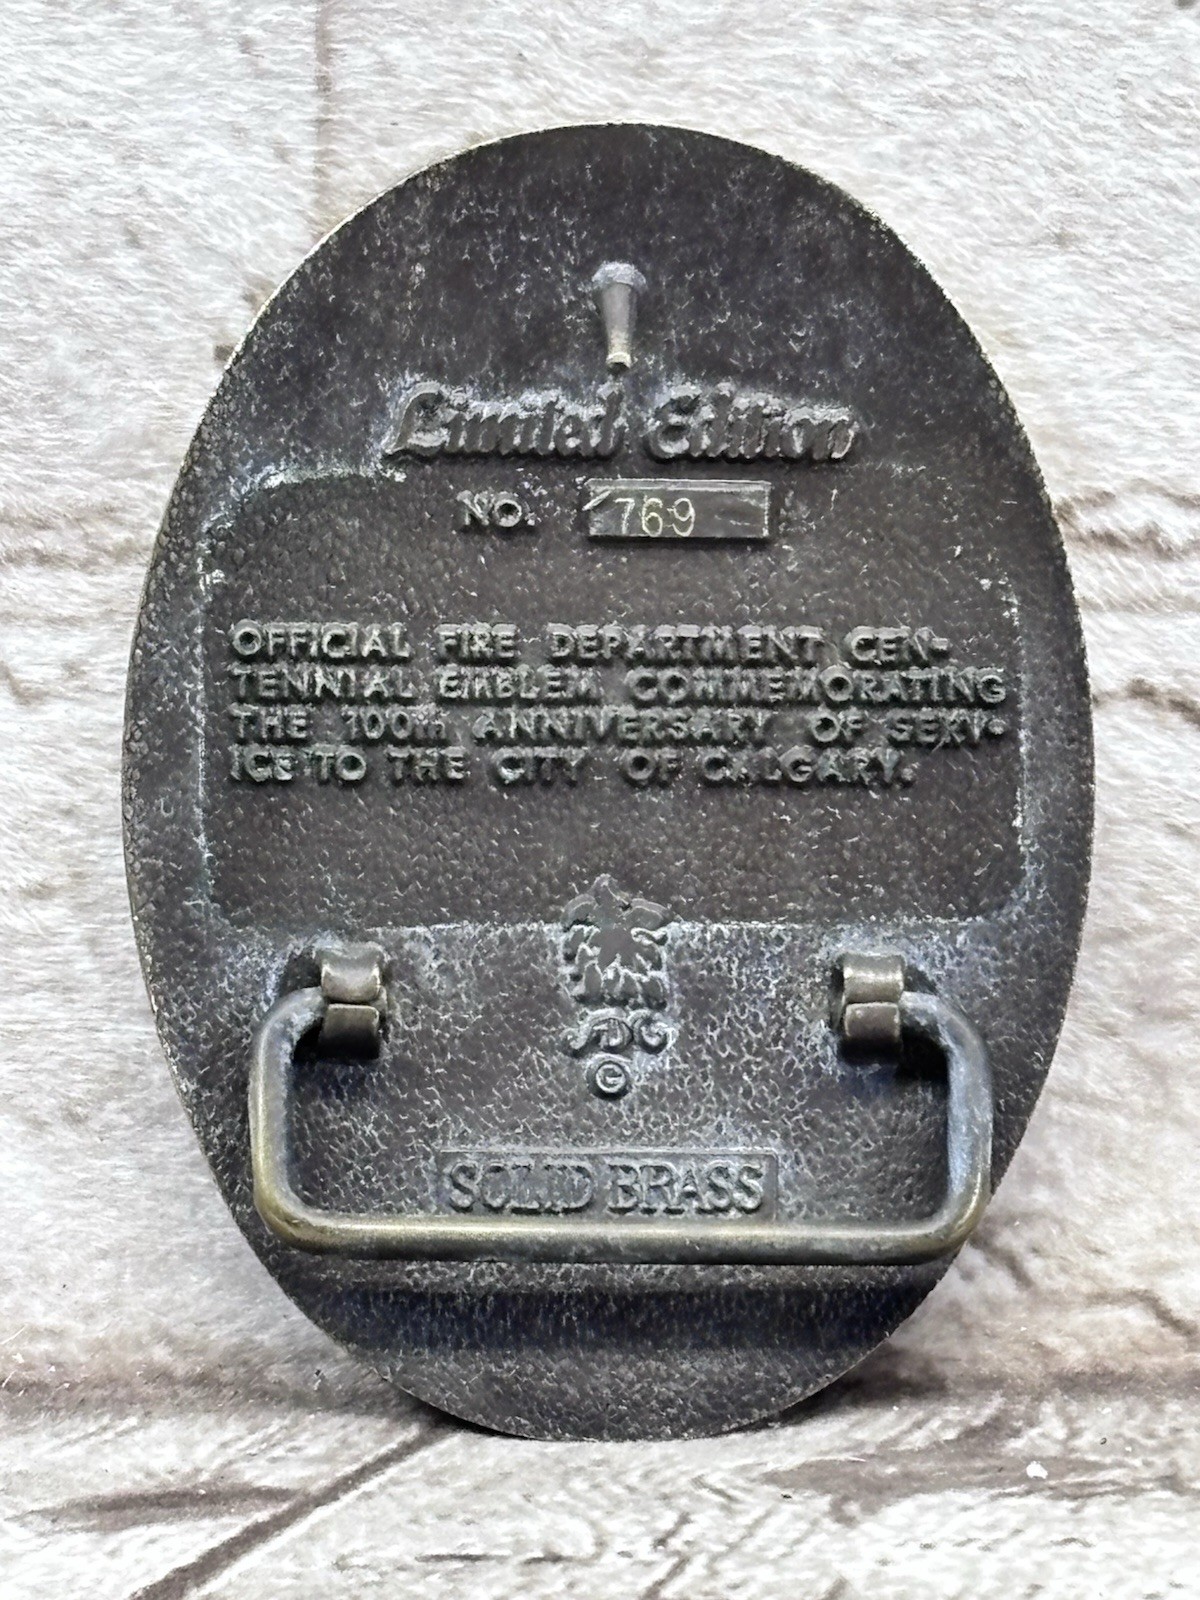 Limited Edition
NO. 769
OFFICIAL FIRE DEPARTMENT CEN-
TENNIAL EMBLEM COMMEMORATING
THE 100th ANNIVERSARY OF SERV-
ICE TO THE CITY OF CALGARY.
©
SOLID BRASS